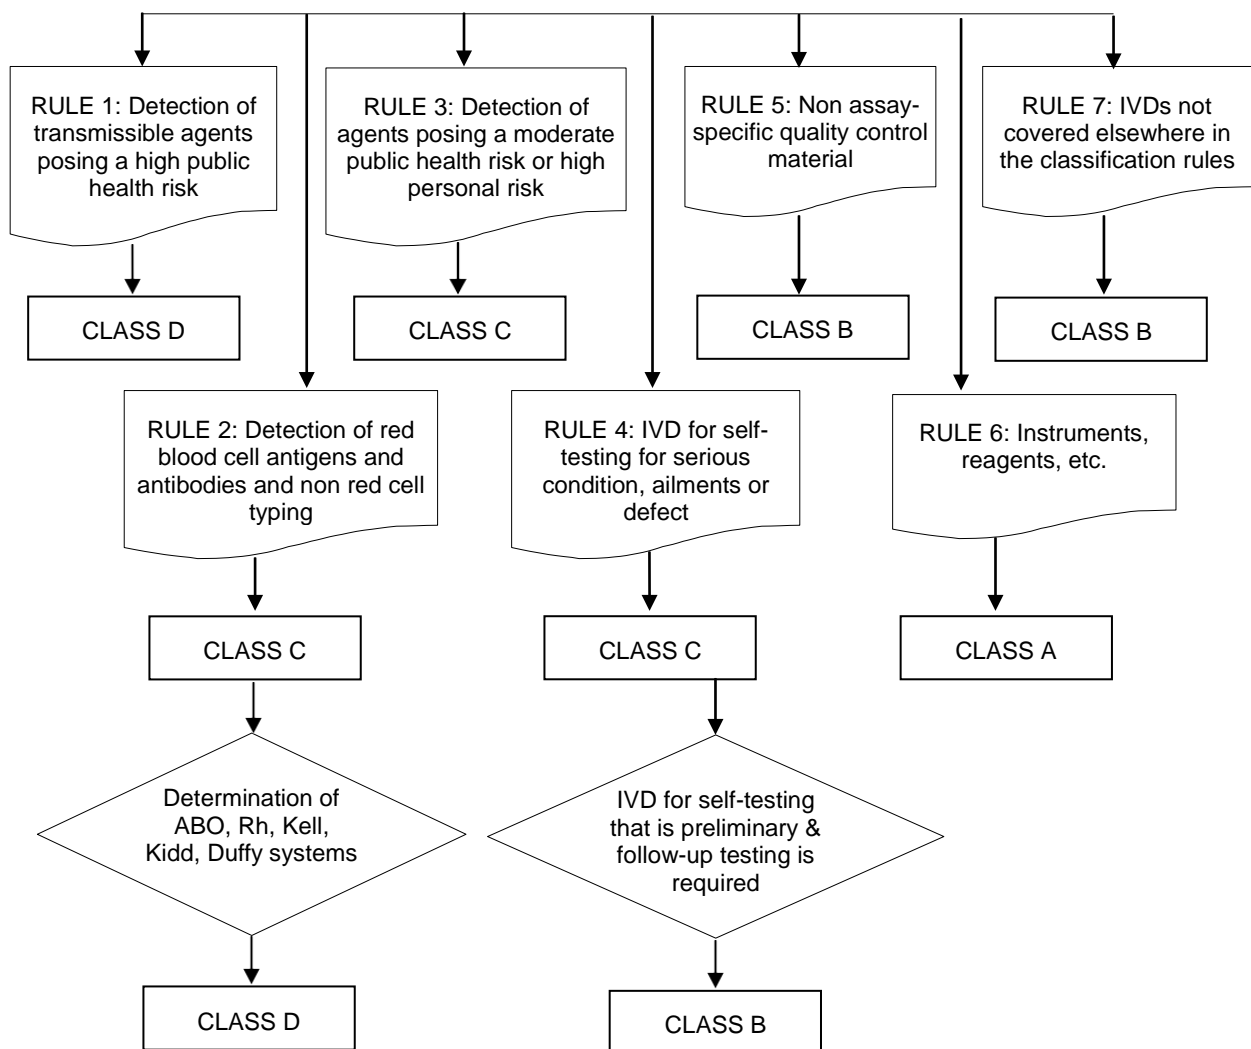 RULE 1: Detection of
transmissible agents
posing a high public
health risk
CLASS D
RULE 3: Detection of
agents posing a moderate
public health risk or high
personal risk
CLASS C
RULE 5: Non assay-
specific quality control
material
CLASS B
RULE 7: IVDs not
covered elsewhere in
the classification rules
CLASS B
RULE 2: Detection of red
blood cell antigens and
antibodies and non red cell
typing
CLASS C
Determination of
ABO, Rh, Kell,
Kidd, Duffy systems
CLASS D
RULE 4: IVD for self-
testing for serious
condition, ailments or
defect
CLASS C
IVD for self-testing
that is preliminary &
follow-up testing is
required
CLASS B
RULE 6: Instruments,
reagents, etc.
CLASS A